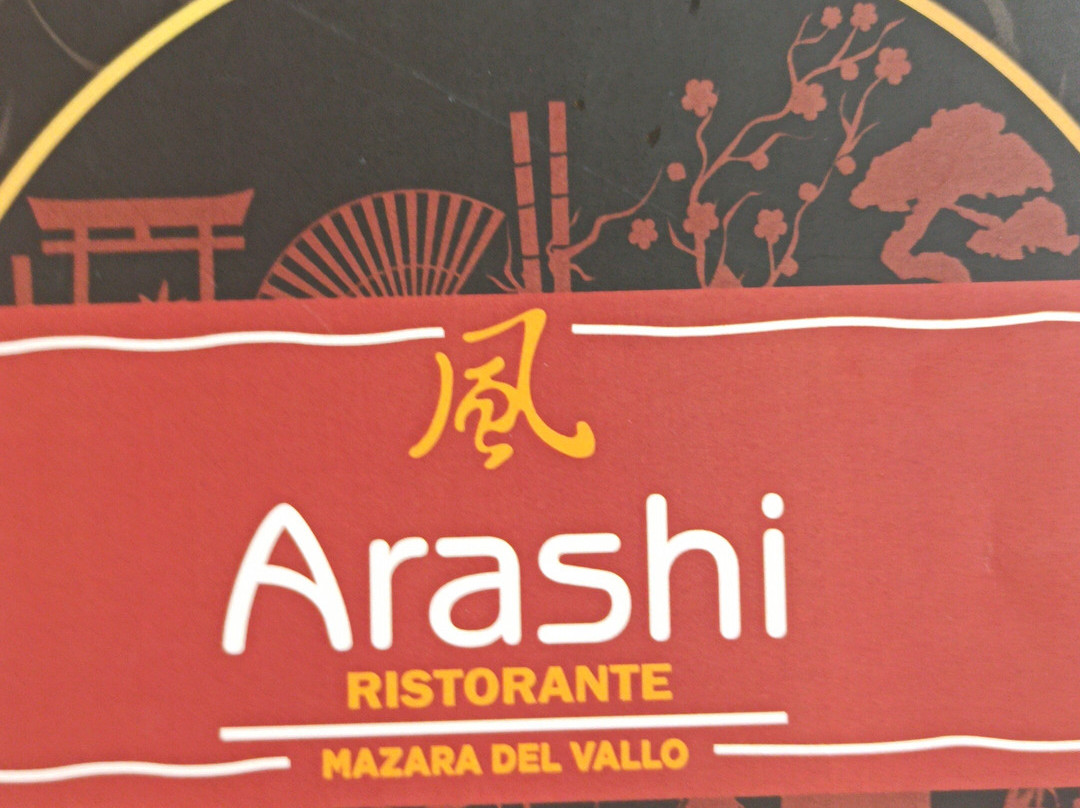 風
Arashi
RISTORANTE
MAZARA DEL VALLO